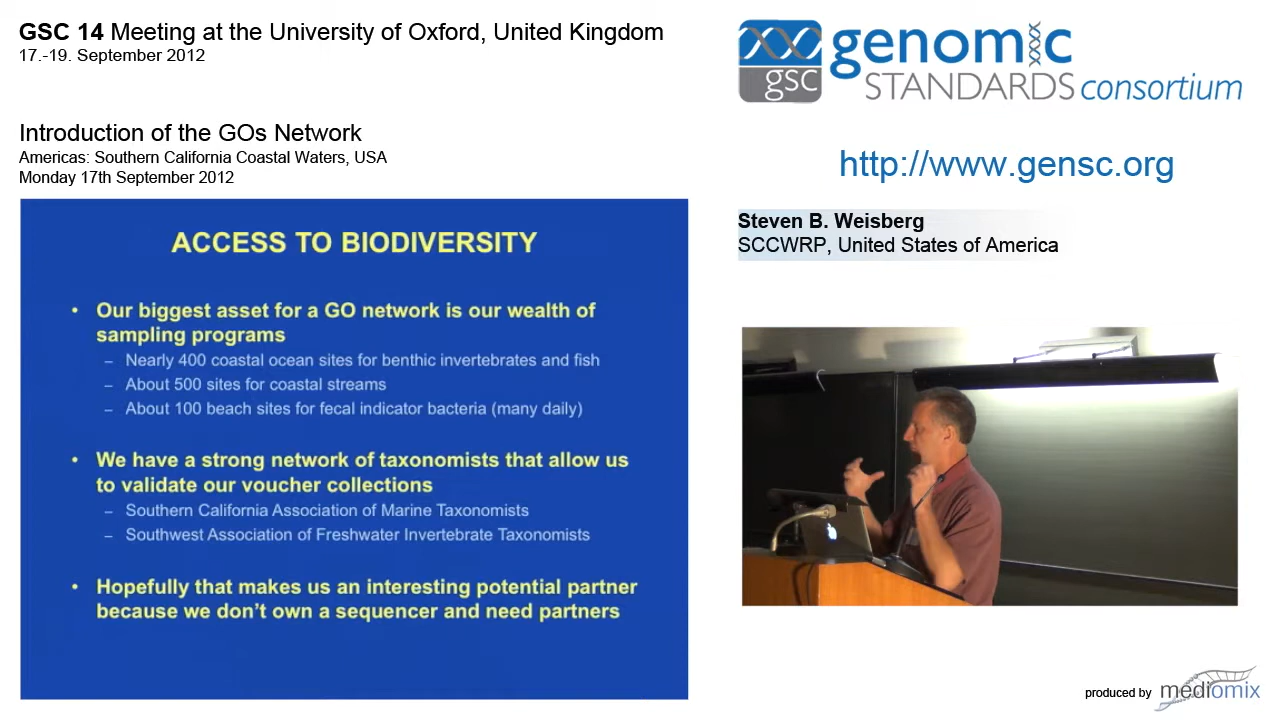 GSC 14 Meeting at the University of Oxford, United Kingdom
17.-19. September 2012
genomic
gsc STANDARDS consortium
Introduction of the GOs Network
Americas: Southern California Coastal Waters, USA
Monday 17th September 2012
http://www.gensc.org
Steven B. Weisberg
SCCWRP, United States of America
ACCESS TO BIODIVERSITY
• Our biggest asset for a GO network is our wealth of
sampling programs
– Nearly 400 coastal ocean sites for benthic invertebrates and fish
– About 500 sites for coastal streams
– About 100 beach sites for fecal indicator bacteria (many daily)
• We have a strong network of taxonomists that allow us
to validate our voucher collections
– Southern California Association of Marine Taxonomists
– Southwest Association of Freshwater Invertebrate Taxonomists
• Hopefully that makes us an interesting potential partner
because we don't own a sequencer and need partners
produced by mediomix